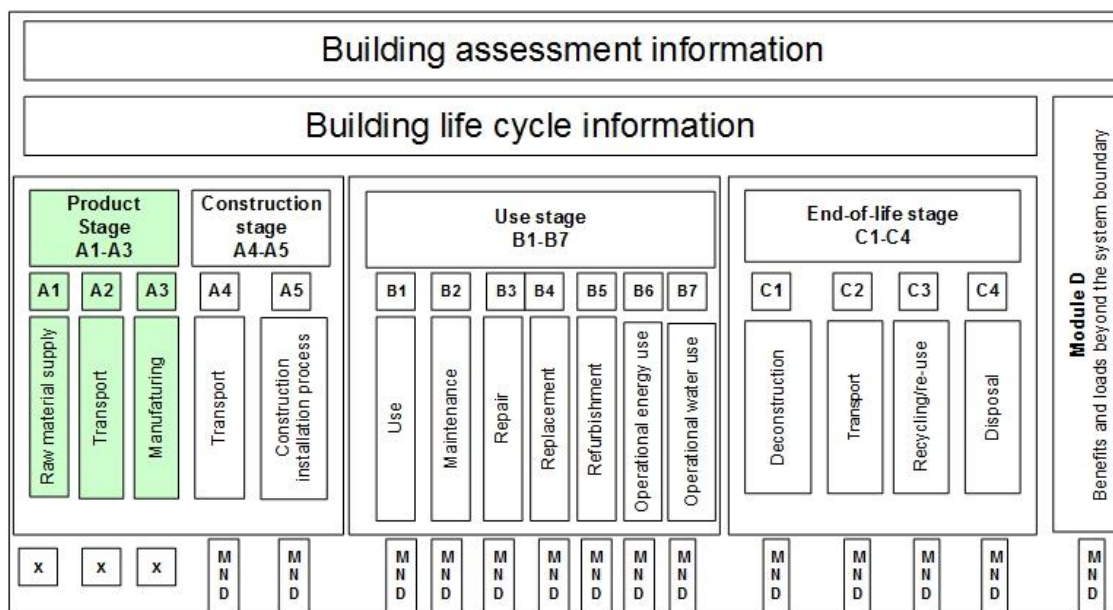 Building assessment information
Building life cycle information
Product
Stage
A1-A3
Construction
stage
A4-A5
Use stage
B1-B7
End-of-life stage
C1-C4
A1
A2
A3
A4
A5
B1
B2
B3
B4
B5
B6
B7
C1
C2
C3
C4
Raw material supply
Transport
Manufaturing
Transport
Construction
installation process
Use
Maintenance
Repair
Replacement
Refurbishment
Operational energy use
Operational water use
Deconstruction
Transport
Recycling/re-use
Disposal
Module D
Benefits and loads beyond the system boundary
x
x
x
MND
MND
MND
MND
MND
MND
MND
MND
MND
MND
MND
MND
MND
MND